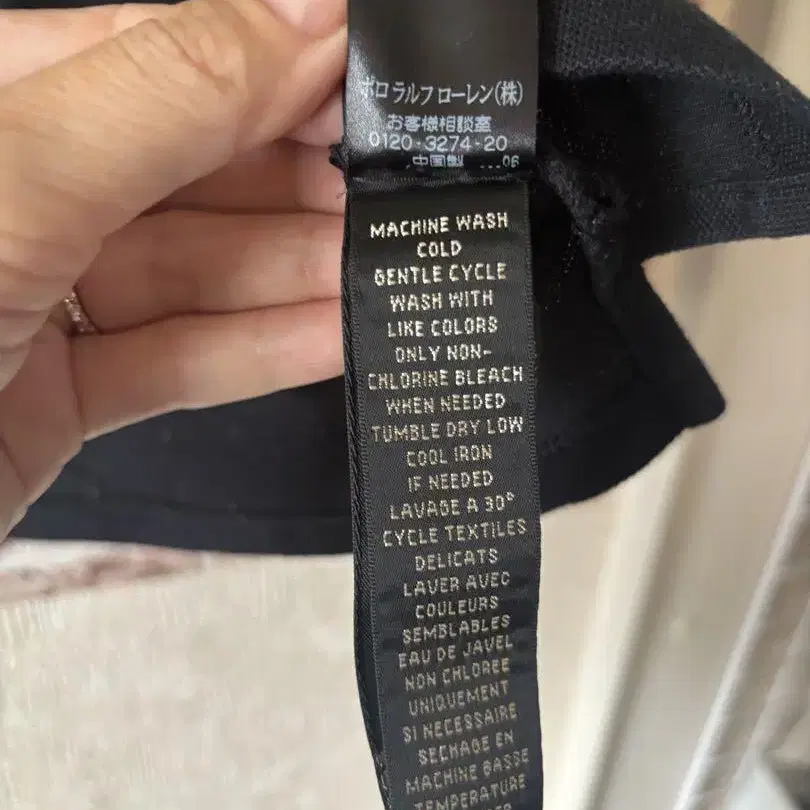 ポロ ラルフ ローレン(株)
お客様相談室
0120-3274-20
中国製 06
MACHINE WASH
COLD
GENTLE CYCLE
WASH WITH
LIKE COLORS
ONLY NON-
CHLORINE BLEACH
WHEN NEEDED
TUMBLE DRY LOW
COOL IRON
IF NEEDED
LAVAGE A 30°
CYCLE TEXTILES
DELICATS
LAVER AVEC
COULEURS
SEMBLABLES
EAU DE JAVEL
NON CHLOREE
UNIQUEMENT
SI NECESSAIRE
SECHAGE EN
MACHINE BASSE
TEMPERATURE